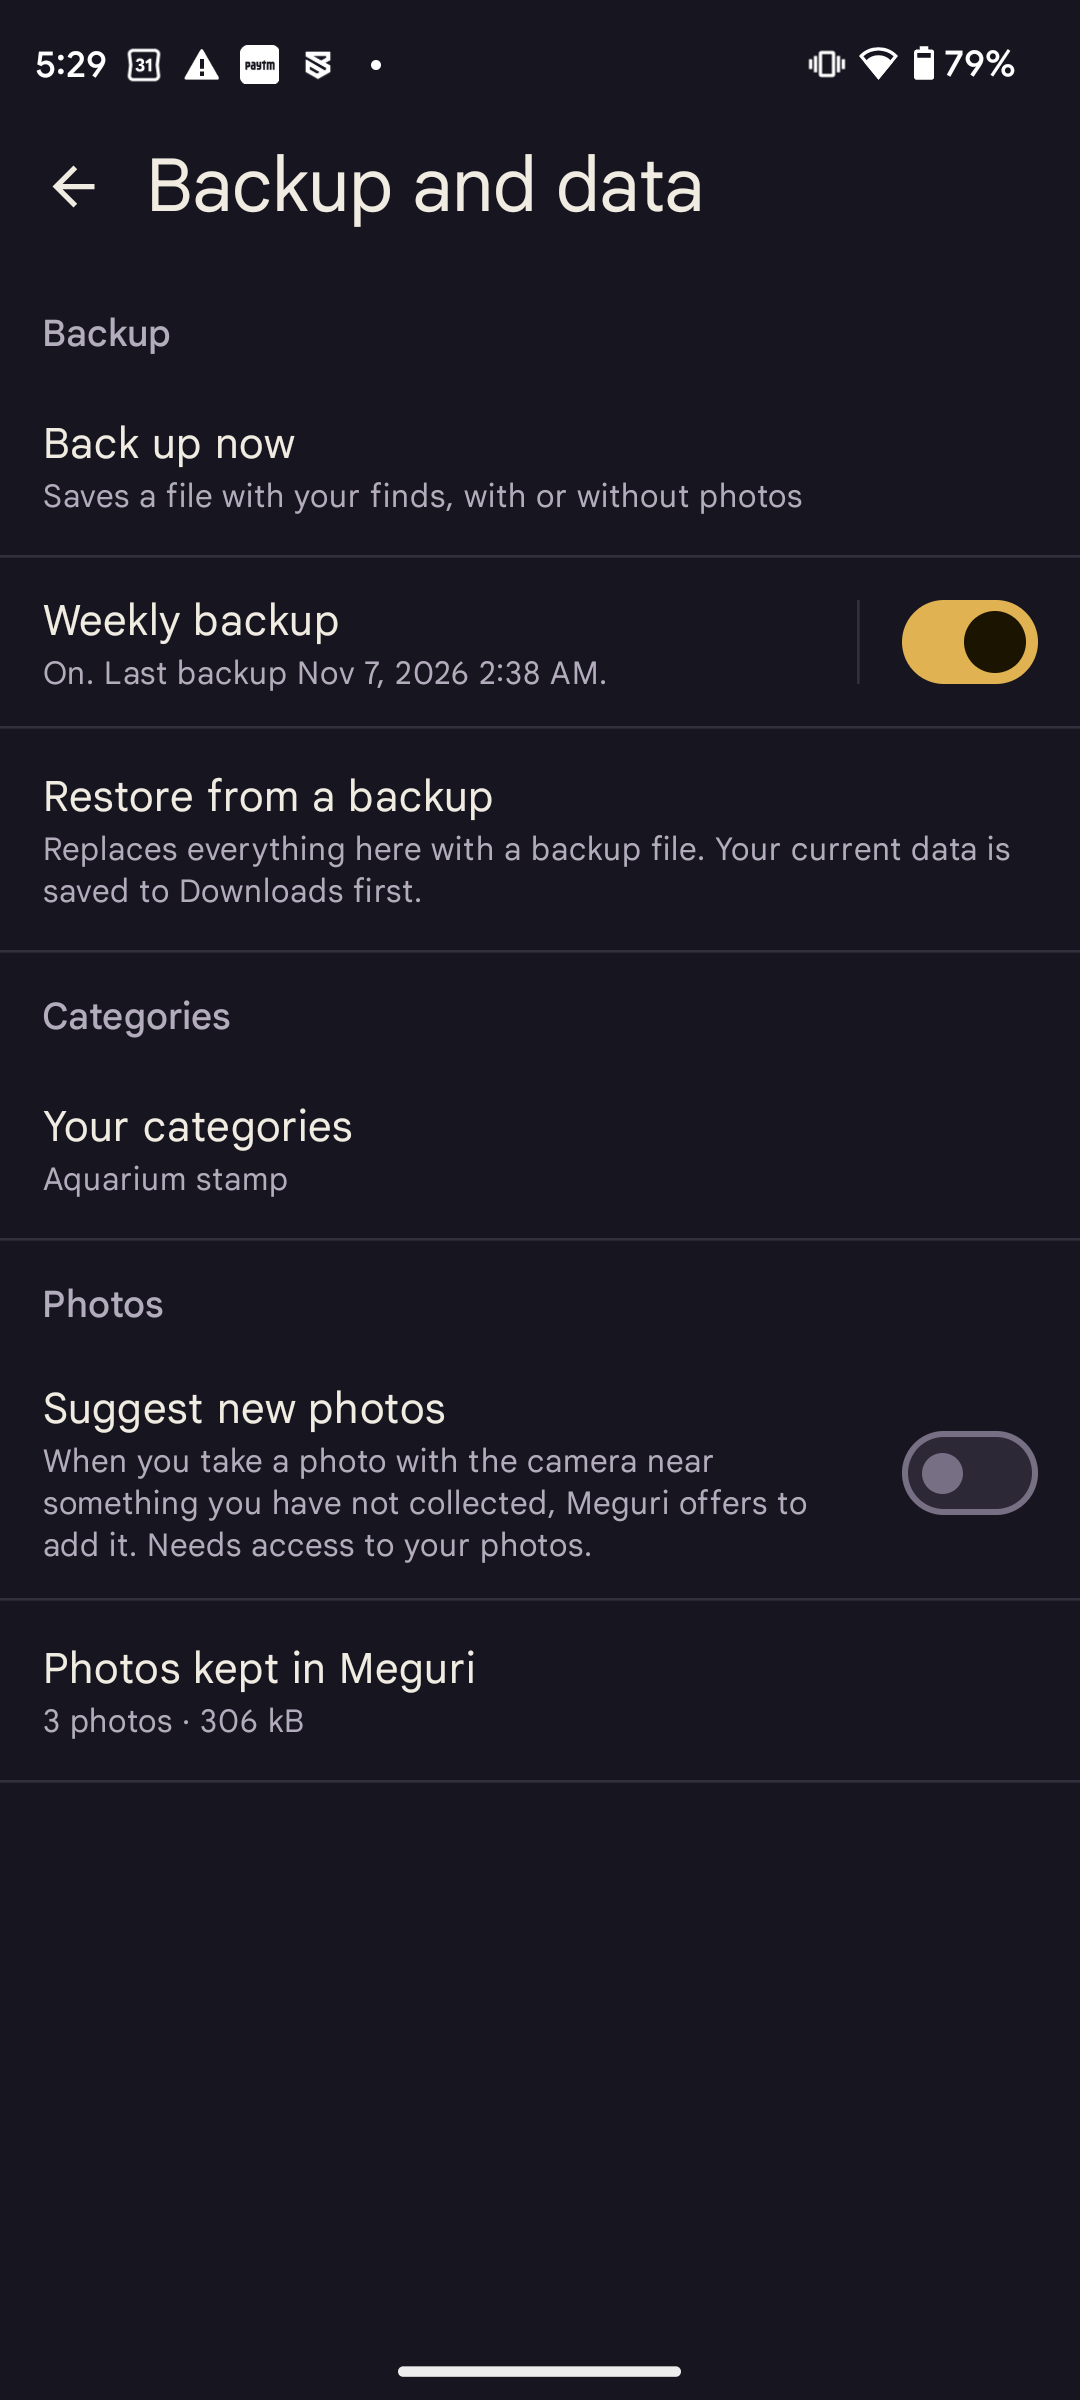 5:29 31 paytm 79%
Backup and data
Backup
Back up now
Saves a file with your finds, with or without photos
Weekly backup
On. Last backup Nov 7, 2026 2:38 AM.
Restore from a backup
Replaces everything here with a backup file. Your current data is
saved to Downloads first.
Categories
Your categories
Aquarium stamp
Photos
Suggest new photos
When you take a photo with the camera near
something you have not collected, Meguri offers to
add it. Needs access to your photos.
Photos kept in Meguri
3 photos · 306 kB